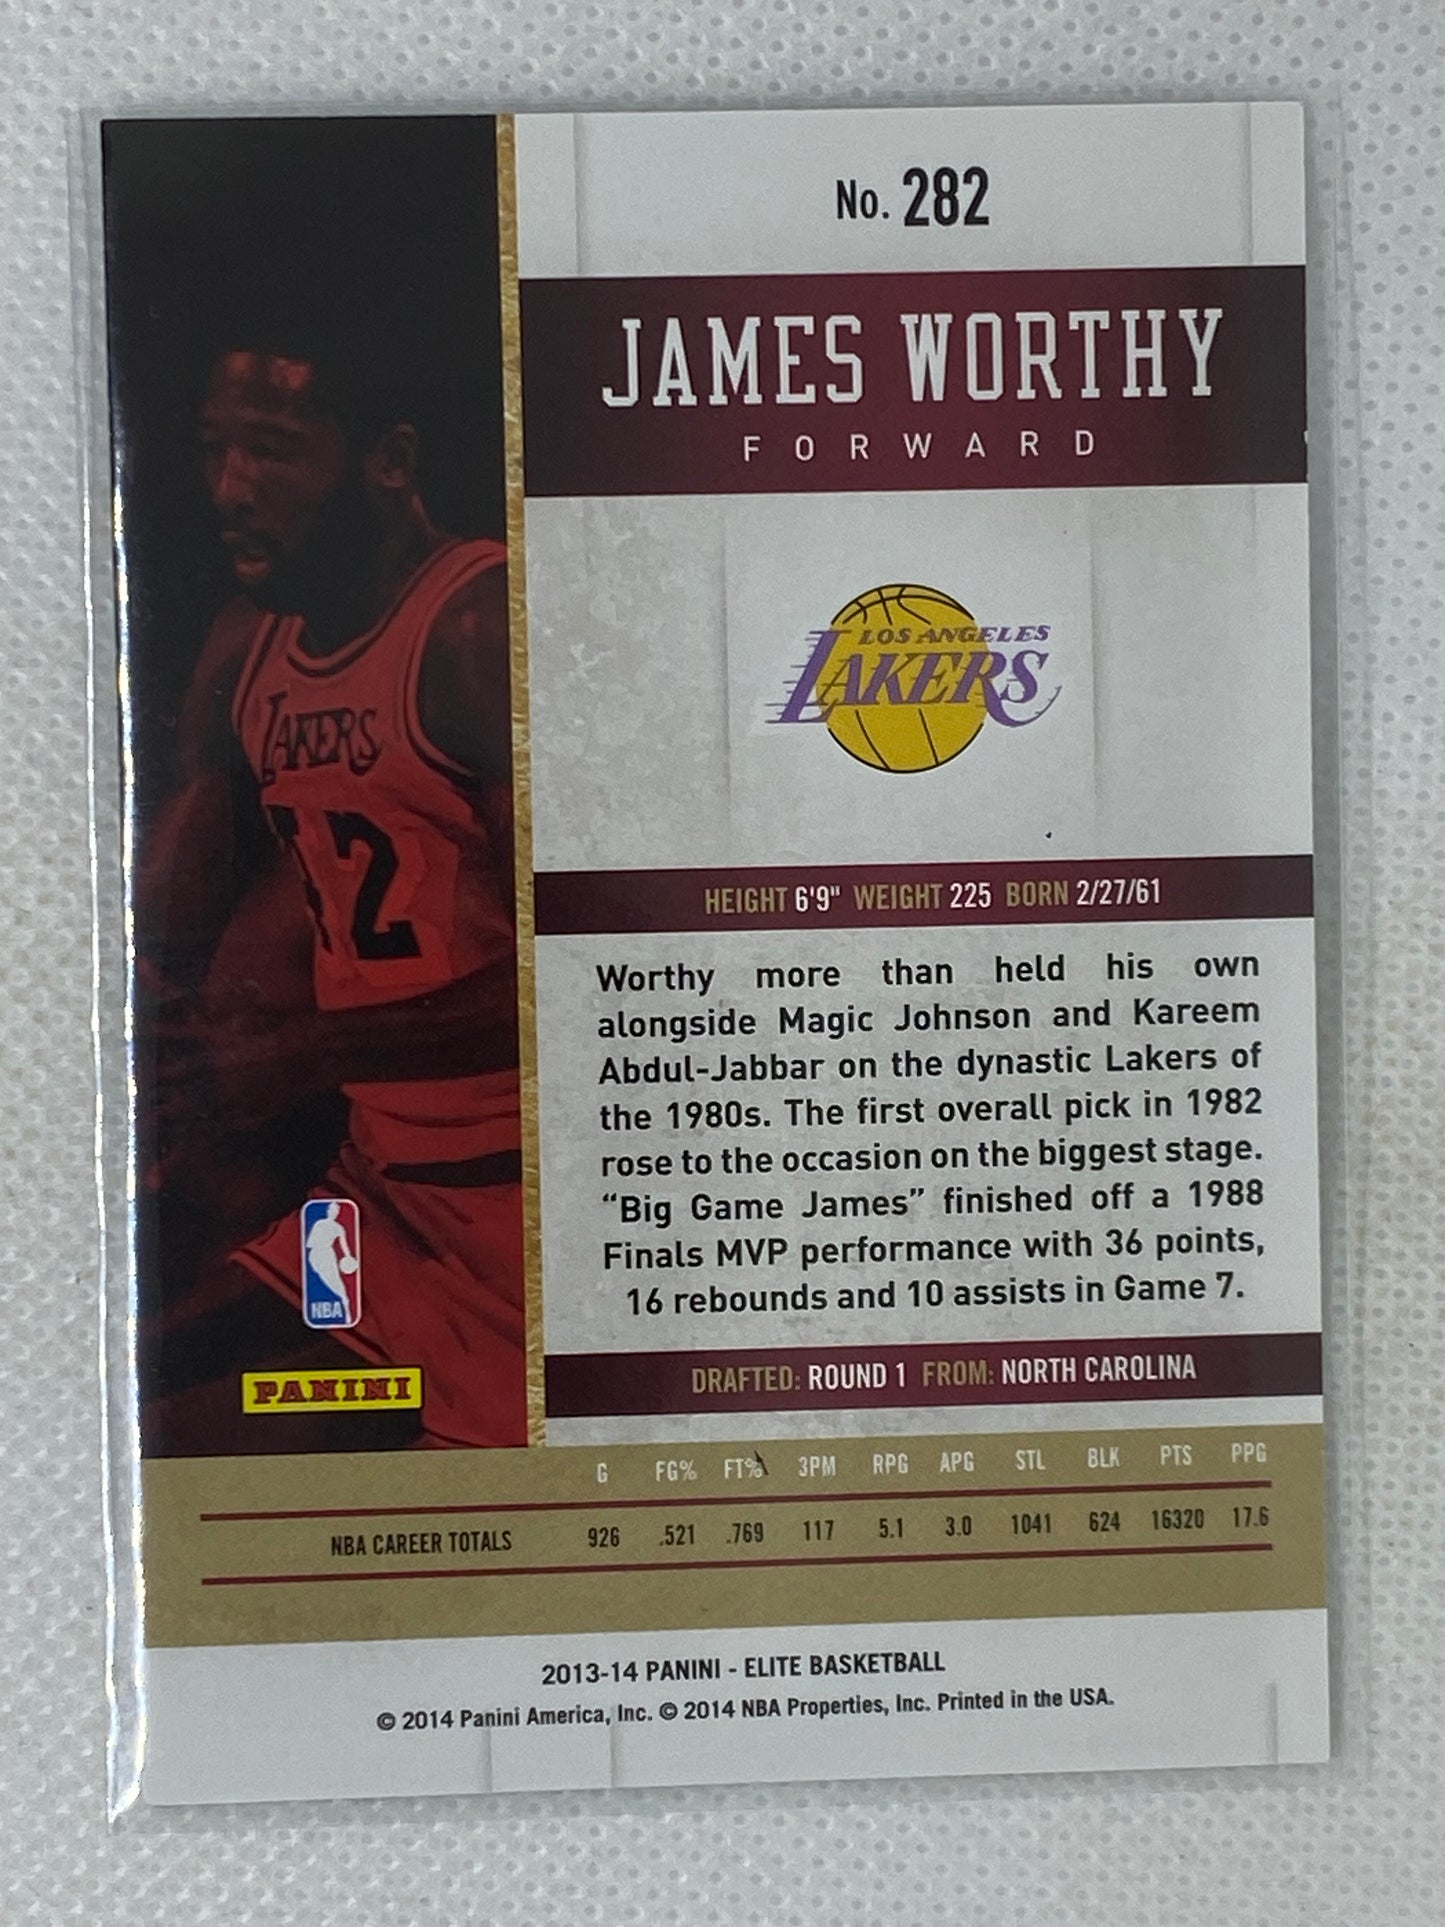 No. 282
JAMES WORTHY
FORWARD
LOS ANGELES
LAKERS
LAKERS
HEIGHT 6'9" WEIGHT 225 BORN 2/27/61
Worthy more than held his own
alongside Magic Johnson and Kareem
Abdul-Jabbar on the dynastic Lakers of
the 1980s. The first overall pick in 1982
rose to the occasion on the biggest stage.
“Big Game James” finished off a 1988
Finals MVP performance with 36 points,
16 rebounds and 10 assists in Game 7.
NBA
PANINI
DRAFTED: ROUND 1 FROM: NORTH CAROLINA
G FG% FT% 3PM RPG APG STL BLK PTS PPG
NBA CAREER TOTALS 926 .521 .769 117 5.1 3.0 1041 624 16320 17.6
2013-14 PANINI - ELITE BASKETBALL
© 2014 Panini America, Inc. © 2014 NBA Properties, Inc. Printed in the USA.